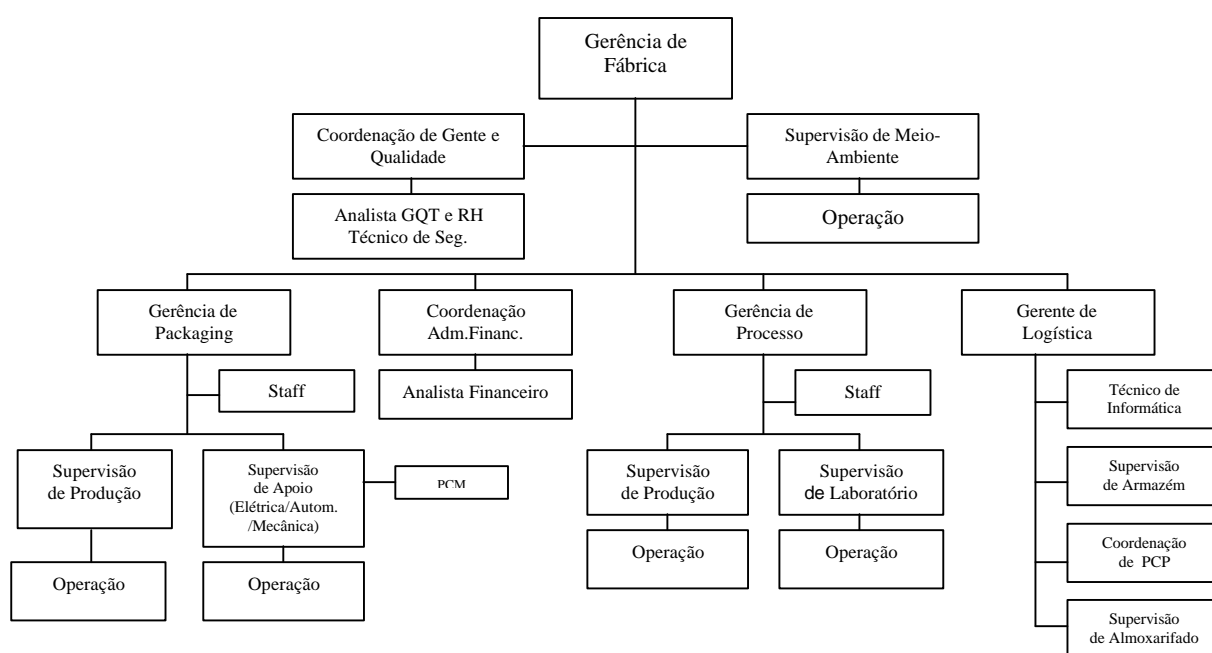 Gerência de
Fábrica
Coordenação de Gente e
Qualidade
Supervisão de Meio-
Ambiente
Analista GQT e RH
Técnico de Seg.
Operação
Gerência de
Packaging
Coordenação
Adm.Financ.
Gerência de
Processo
Gerente de
Logística
Staff
Analista Financeiro
Staff
Técnico de
Informática
Supervisão
de Produção
Supervisão
de Apoio
(Elétrica/Autom.
/Mecânica)
PCM
Supervisão
de Produção
Supervisão
de Laboratório
Supervisão
de Armazém
Operação
Operação
Operação
Operação
Coordenação
de PCP
Supervisão
de Almoxarifado